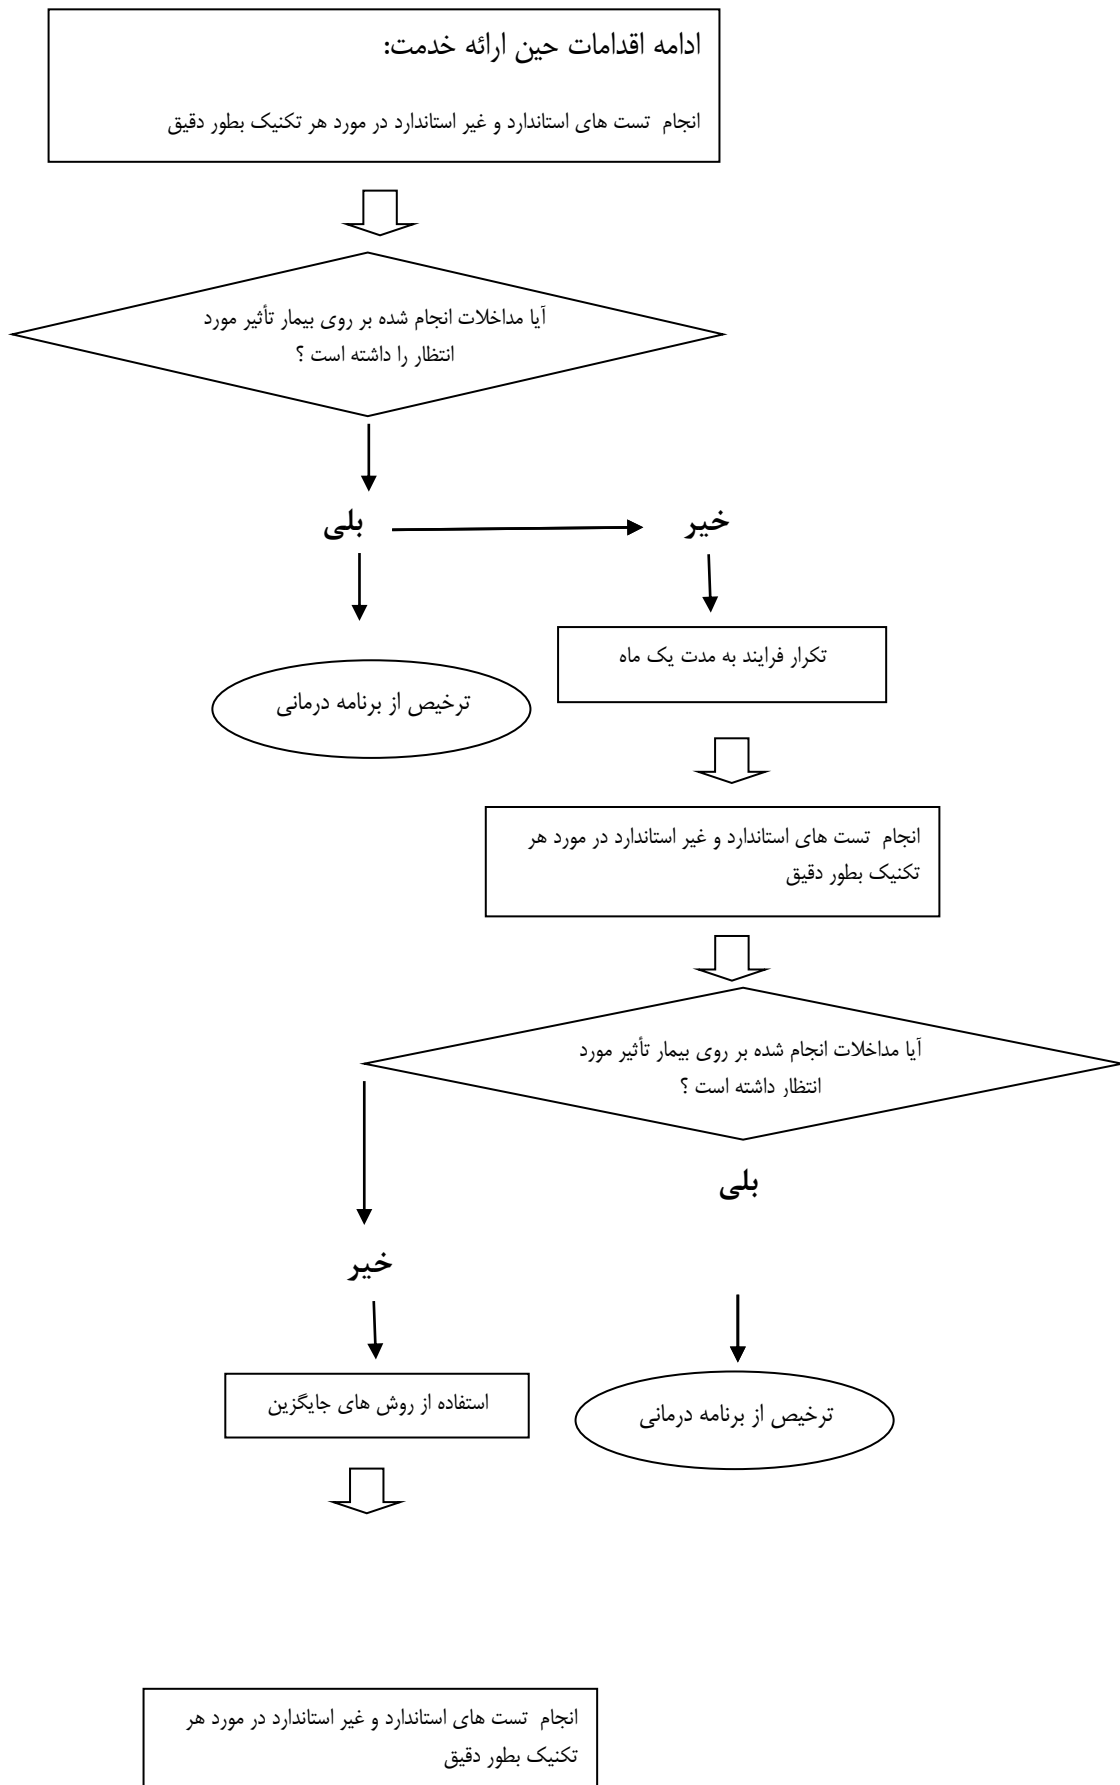 ادامه اقدامات حین ارائه خدمت:
انجام تست های استاندارد و غیر استاندارد در مورد هر تکنیک بطور دقیق
آیا مداخلات انجام شده بر روی بیمار تأثیر مورد
انتظار را داشته است ؟
بلی
خیر
تکرار فرایند به مدت یک ماه
ترخیص از برنامه درمانی
انجام تست های استاندارد و غیر استاندارد در مورد هر
تکنیک بطور دقیق
آیا مداخلات انجام شده بر روی بیمار تأثیر مورد
انتظار داشته است ؟
بلی
خیر
استفاده از روش های جایگزین
ترخیص از برنامه درمانی
انجام تست های استاندارد و غیر استاندارد در مورد هر
تکنیک بطور دقیق